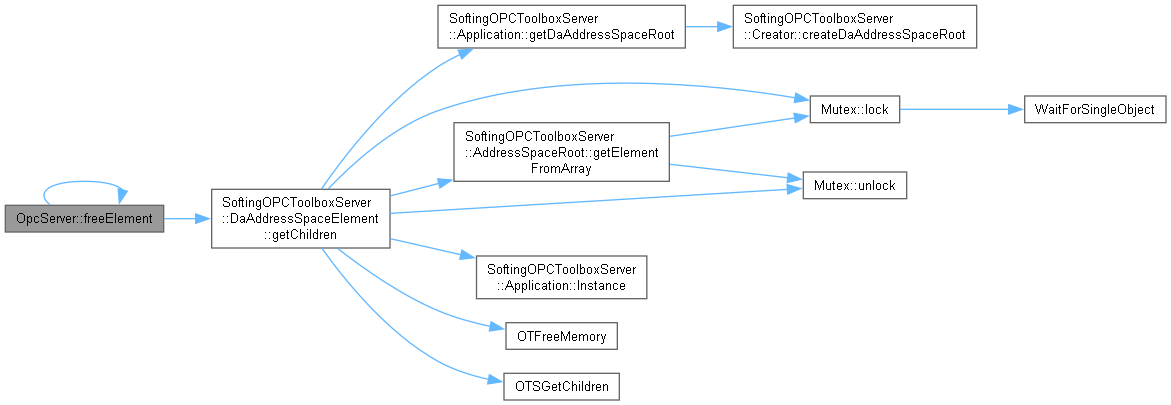 SoftingOPCToolboxServer
::Application::getDaAddressSpaceRoot
SoftingOPCToolboxServer
::Creator::createDaAddressSpaceRoot
Mutex::lock
WaitForSingleObject
SoftingOPCToolboxServer
::AddressSpaceRoot::getElement
FromArray
Mutex::unlock
OpcServer::freeElement
SoftingOPCToolboxServer
::DaAddressSpaceElement
::getChildren
SoftingOPCToolboxServer
::Application::Instance
OTFreeMemory
OTSGetChildren